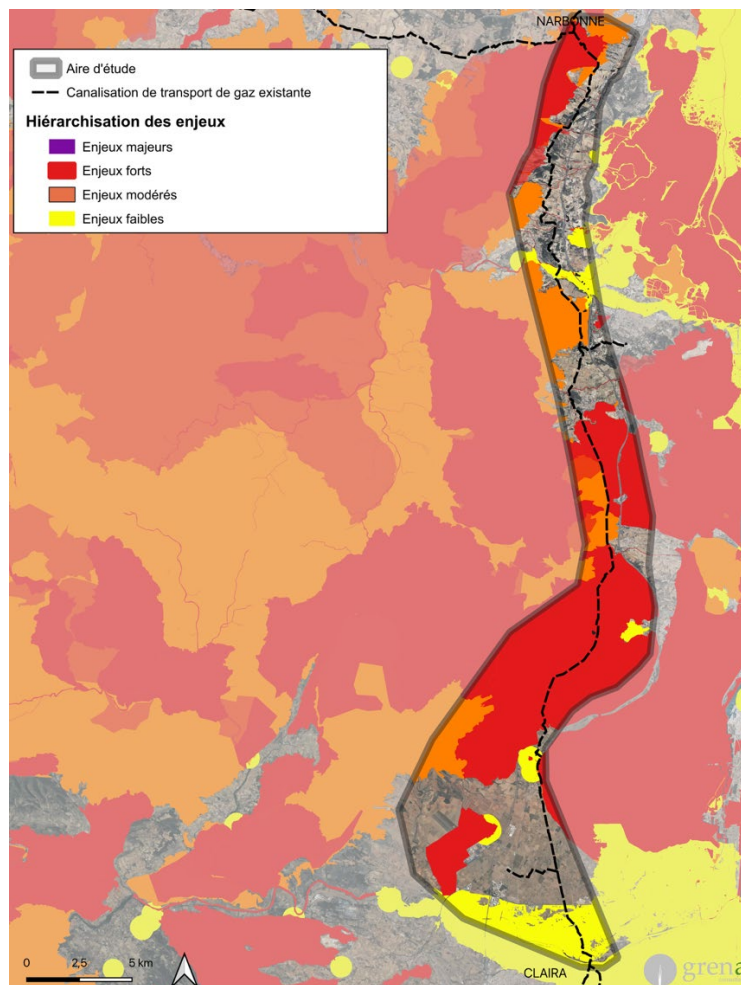 NARBONNE
Aire d'étude
Canalisation de transport de gaz existante
Hiérarchisation des enjeux
Enjeux majeurs
Enjeux forts
Enjeux modérés
Enjeux faibles
0 2,5 5 km
CLAIRA